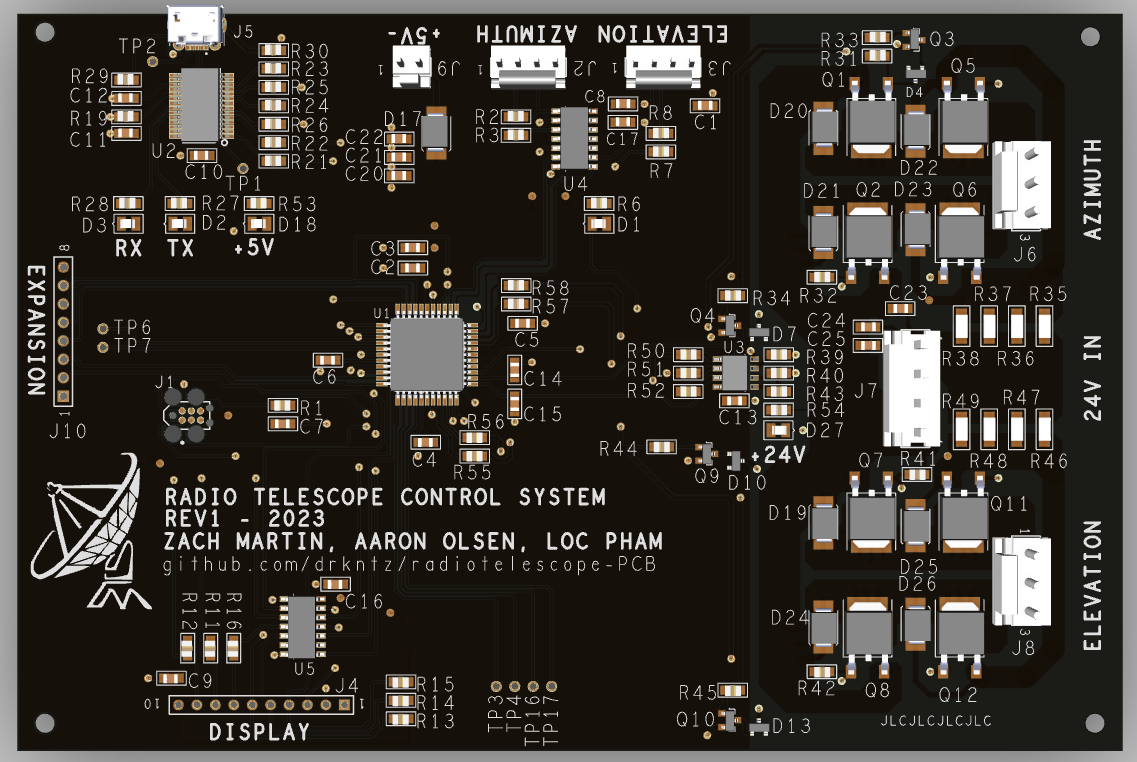 TP2 J5 -5V+ AZIMUTH ELEVATION R33 Q3
R30 R31
R23 1 J9 1 J2 1 J3 Q1 Q5
R29 R25 D4
C12 R24 C8 D20
R19 R26 D17 R2 C17 R8 C1
C11 R22 C22 R3
U2 R21 C21 R7 D22
C10 C20 U4
TP1 D21 Q2 D23 Q6
R28 R27 R53 R6 AZIMUTH
D3 D2 D18 D1 3
RX TX +5V C3 J6
8 C2 R32
EXPANSION R58 R34 C23 R37 R35
R57 Q4 D7 C24
TP6 U1 C5 U3 C25
TP7 R50 R39 R38 R36
C6 R51 R40 24V IN
J1 C14 R52 R43 J7 R49 R47
R1 C15 C13 R54
1 C7 R56 D27
J10 C4 R44 +24V R48 R46
R55 Q9 D10 Q7 R41
RADIO TELESCOPE CONTROL SYSTEM
REV1 - 2023 Q11
ZACH MARTIN, AARON OLSEN, LOC PHAM D19 1
github.com/drkntz/radiotelescope-PCB
D25
D26
R12 R11 R16 C16 D24 ELEVATION
3
U5 J8
C9 J4 R15 R45 R42 Q8 Q12
10 1 R14 TP3 TP4 TP16 TP17
R13 Q10 D13 JLCJLCJLCJLC
DISPLAY